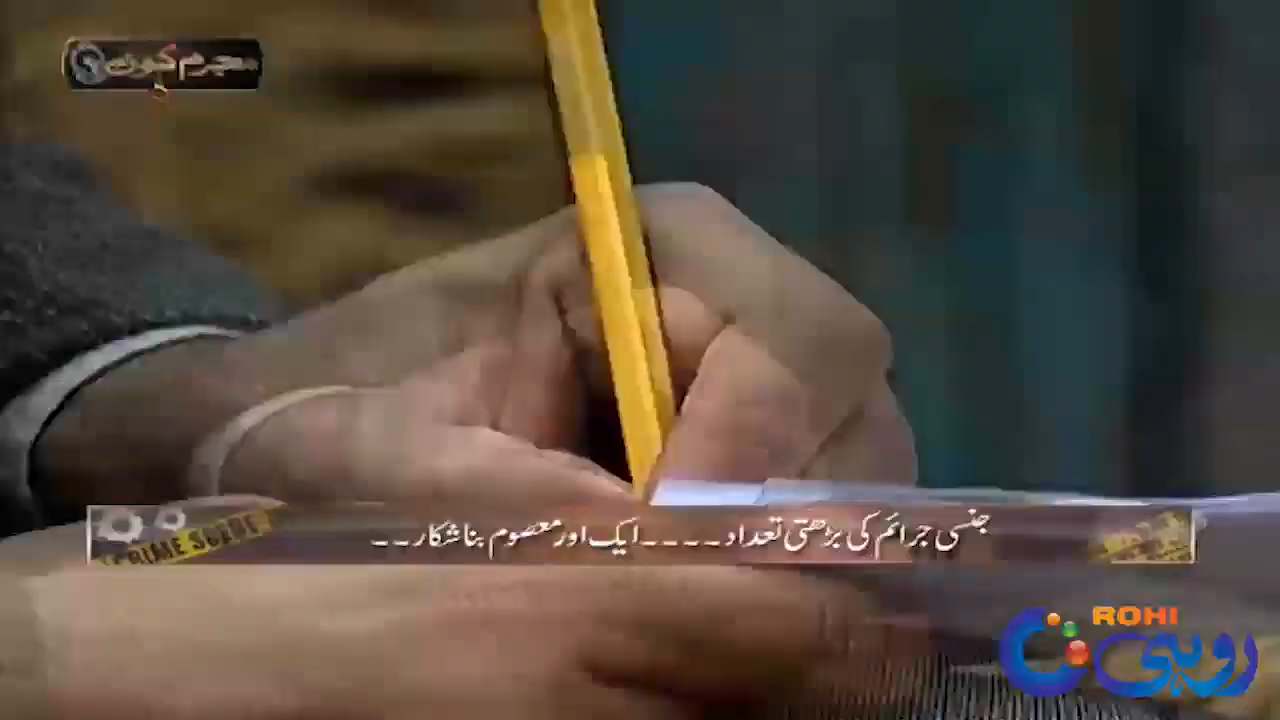 مجرم کون؟
جنسی جرائم کی بڑھتی تعداد ۔۔۔۔ ایک اور معصوم بنا شکار ۔۔
CRIME SCENE
ROHI
روہی